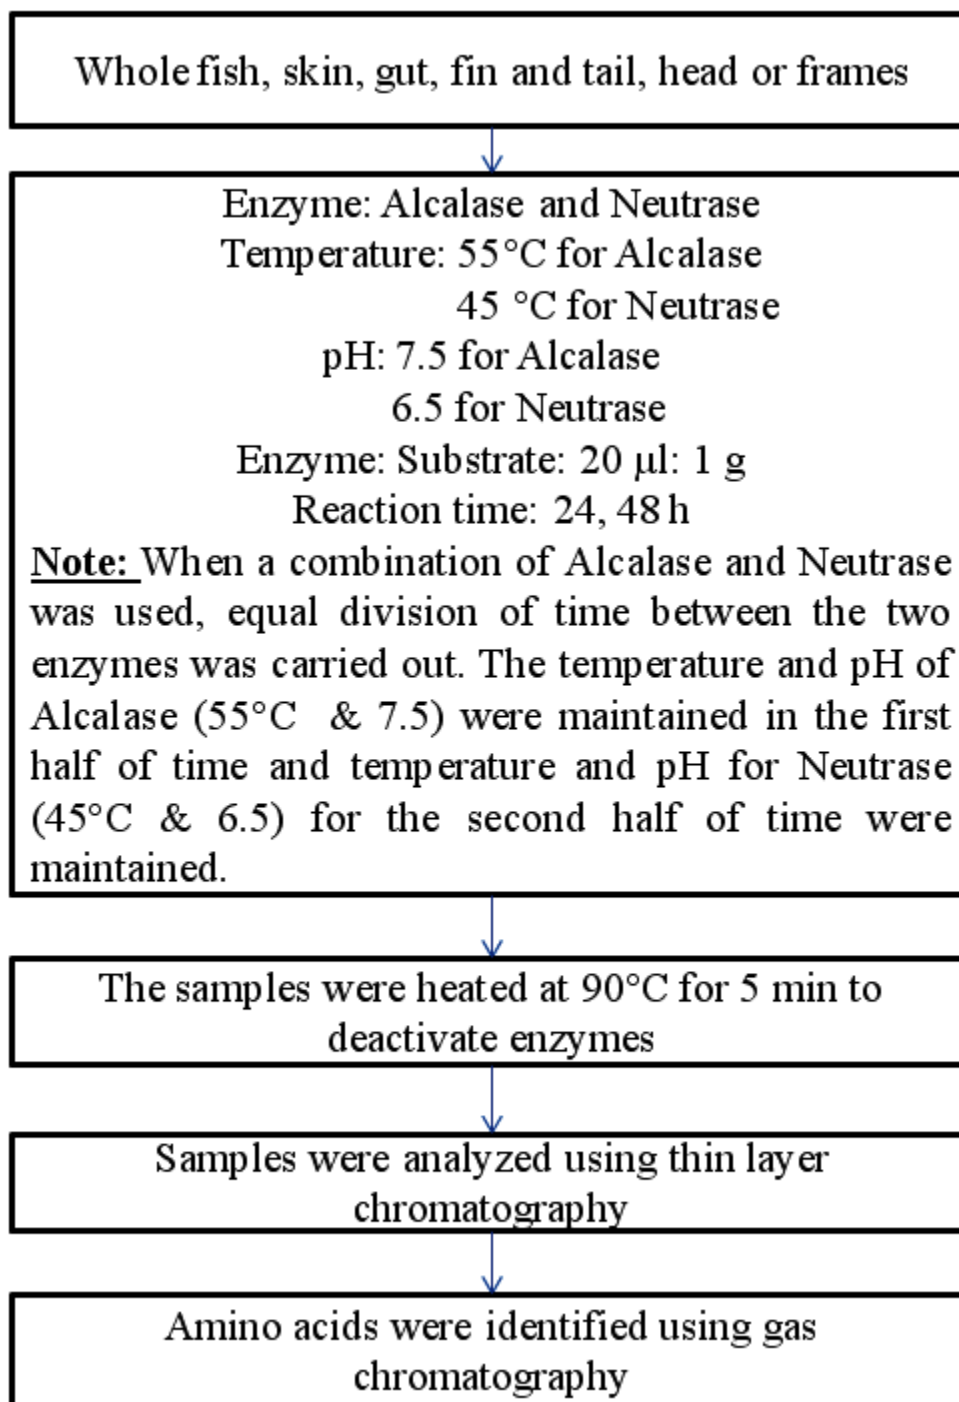 Whole fish, skin, gut, fin and tail, head or frames
Enzyme: Alcalase and Neutrase
Temperature: 55°C for Alcalase
45 °C for Neutrase
pH: 7.5 for Alcalase
6.5 for Neutrase
Enzyme: Substrate: 20 µl: 1 g
Reaction time: 24, 48 h
Note: When a combination of Alcalase and Neutrase
was used, equal division of time between the two
enzymes was carried out. The temperature and pH of
Alcalase (55°C & 7.5) were maintained in the first
half of time and temperature and pH for Neutrase
(45°C & 6.5) for the second half of time were
maintained.
The samples were heated at 90°C for 5 min to
deactivate enzymes
Samples were analyzed using thin layer
chromatography
Amino acids were identified using gas
chromatography